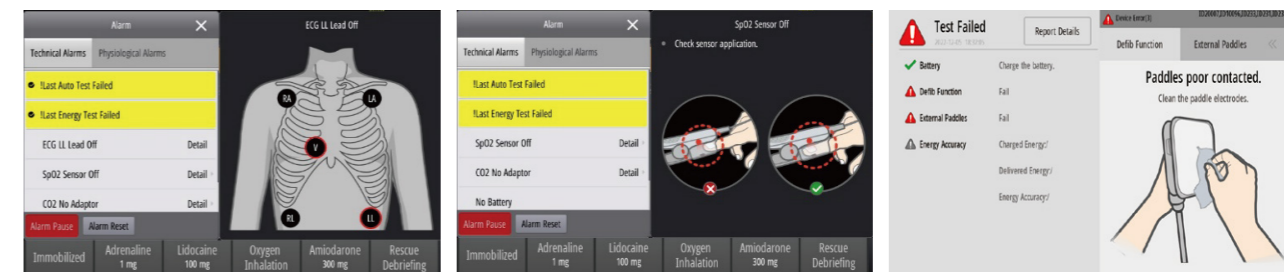 Alarm
Technical Alarms
Physiological Alarms
!Last Auto Test Failed
!Last Energy Test Failed
ECG LL Lead Off
Detail
SpO2 Sensor Off
Detail
CO2 No Adaptor
Detail
Alarm Pause
Alarm Reset
ECG LL Lead Off
RA
LA
V
RL
LL
Immobilized
Adrenaline
1 mg
Lidocaine
100 mg
Oxygen
Inhalation
Amiodarone
300 mg
Rescue
Debriefing
Alarm
Technical Alarms
Physiological Alarms
!Last Auto Test Failed
!Last Energy Test Failed
SpO2 Sensor Off
Detail
CO2 No Adaptor
Detail
No Battery
Alarm Pause
Alarm Reset
SpO2 Sensor Off
Check sensor application.
Immobilized
Adrenaline
1 mg
Lidocaine
100 mg
Oxygen
Inhalation
Amiodarone
300 mg
Rescue
Debriefing
Test Failed
Report Details
Battery
Charge the battery.
Defib Function
Fail
External Paddles
Fail
Energy Accuracy
Charged Energy:/
Delivered Energy:/
Energy Accuracy:/
Device Error(3)
Defib Function
External Paddles
Paddles poor contacted.
Clean the paddle electrodes.